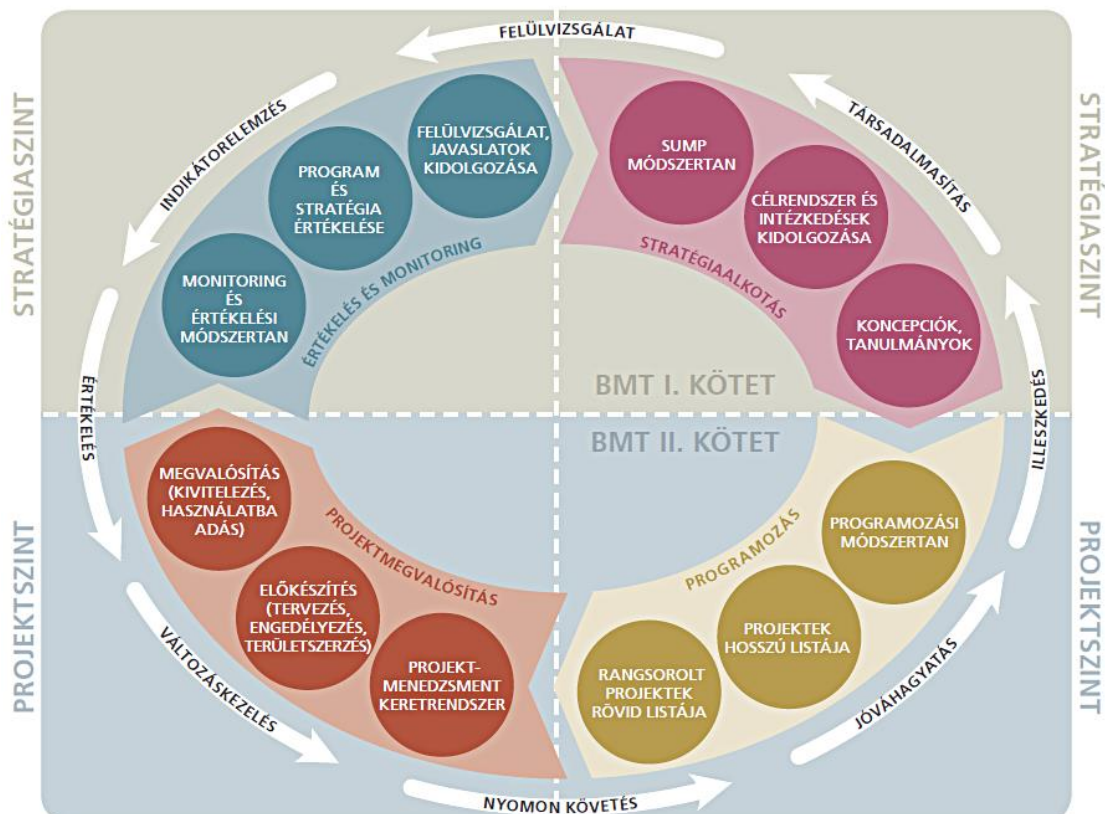 FELÜLVIZSGÁLAT
STRATÉGIASZINT
INDIKÁTORELEMZÉS
FELÜLVIZSGÁLAT,
JAVASLATOK
KIDOLGOZÁSA
PROGRAM
ÉS
STRATÉGIA
ÉRTÉKELÉSE
MONITORING
ÉS
ÉRTÉKELÉSI
MÓDSZERTAN
ÉRTÉKELÉS ÉS MONITORING
SUMP
MÓDSZERTAN
CÉLRENDSZER ÉS
INTÉZKEDÉSEK
KIDOLGOZÁSA
KONCEPCIÓK,
TANULMÁNYOK
STRATÉGIAALKOTÁS
TÁRSADALMASÍTÁS
STRATÉGIASZINT
BMT I. KÖTET
BMT II. KÖTET
ÉRTÉKELÉS
ILLESZKEDÉS
PROJEKTSZINT
MEGVALÓSÍTÁS
(KIVITELEZÉS,
HASZNÁLATBA
ADÁS)
ELŐKÉSZÍTÉS
(TERVEZÉS,
ENGEDÉLYEZÉS,
TERÜLETSZERZÉS)
PROJEKT-
MENEDZSMENT
KERETRENDSZER
PROJEKTMEGVALÓSÍTÁS
PROGRAMOZÁS
PROGRAMOZÁSI
MÓDSZERTAN
PROJEKTEK
HOSSZÚ LISTÁJA
RANGSOROLT
PROJEKTEK
RÖVID LISTÁJA
PROJEKTSZINT
VÁLTOZÁSKEZELÉS
NYOMON KÖVETÉS
JÓVÁHAGYATÁS